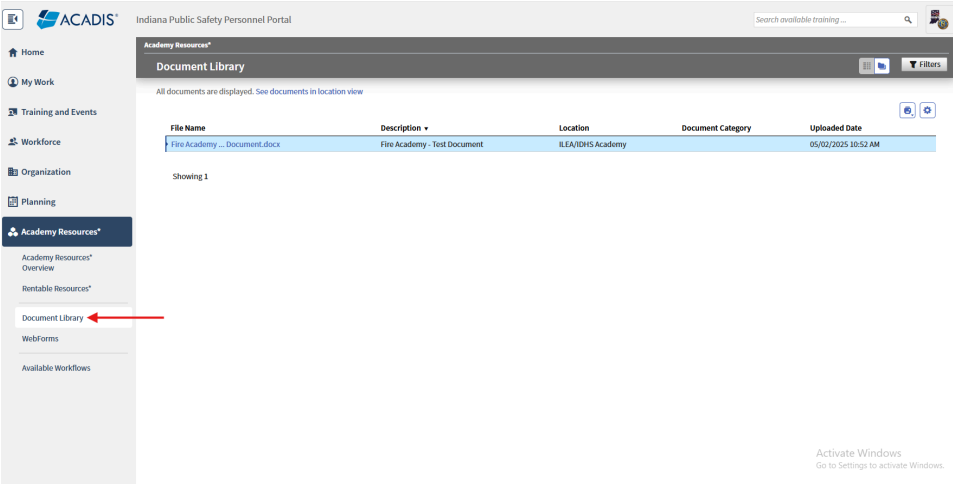 ACADIS®
Indiana Public Safety Personnel Portal
Search available training ...
Home
My Work
Training and Events
Workforce
Organization
Planning
Academy Resources*
Academy Resources*
Overview
Rentable Resources*
Document Library
WebForms
Available Workflows
Academy Resources*
Document Library
Filters
All documents are displayed. See documents in location view
File Name Description ▼ Location Document Category Uploaded Date
Fire Academy ... Document.docx Fire Academy - Test Document ILEA/IDHS Academy 05/02/2025 10:52 AM
Showing 1
Activate Windows
Go to Settings to activate Windows.